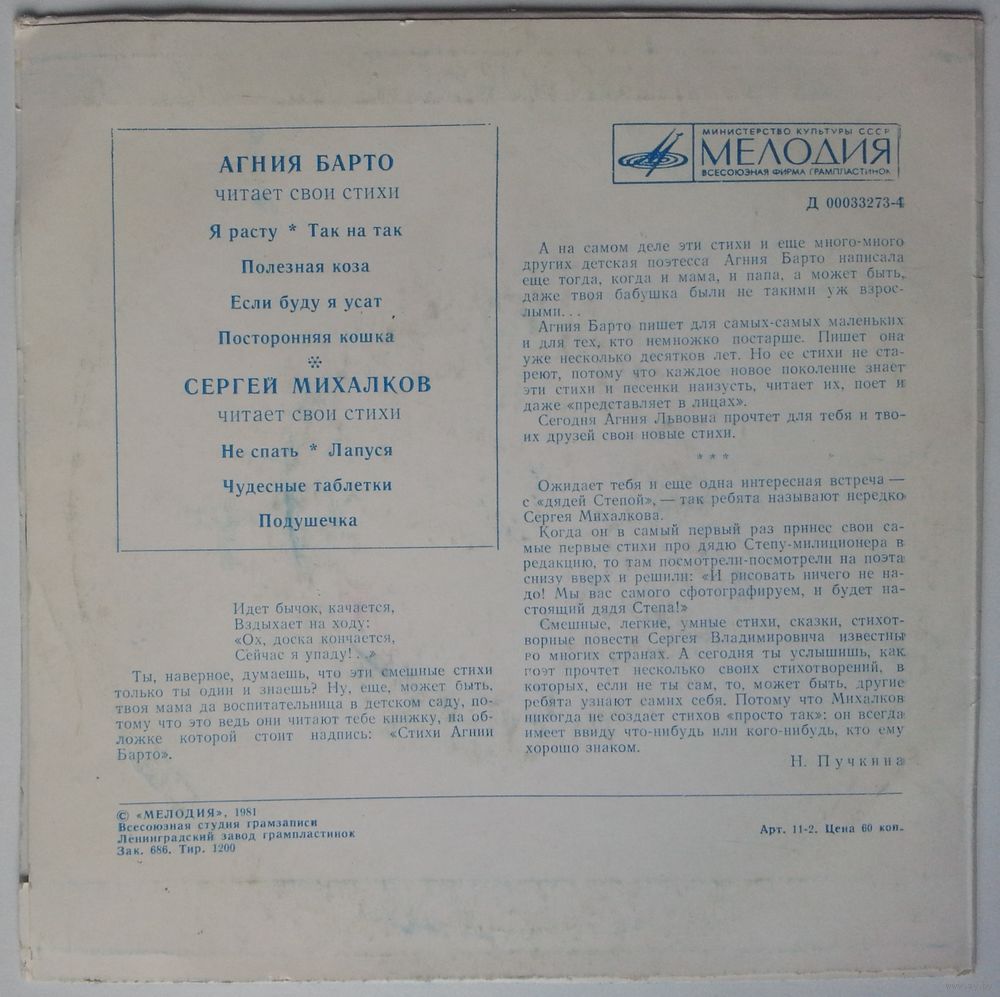 АГНИЯ БАРТО
читает свои стихи
Я расту * Так на так
Полезная коза
Если буду я усат
Посторонняя кошка
СЕРГЕЙ МИХАЛКОВ
читает свои стихи
Не спать * Лапуся
Чудесные таблетки
Подушечка
Идет бычок, качается,
Вздыхает на ходу:
«Ох, доска кончается,
Сейчас я упаду!..»
Ты, наверное, думаешь, что эти смешные стихи
только ты один и знаешь? Ну, еще, может быть,
твоя мама да воспитательница в детском саду, по-
тому что это ведь они читают тебе книжку, на об-
ложке которой стоит надпись: «Стихи Агнии
Барто».
МИНИСТЕРСТВО КУЛЬТУРЫ СССР
МЕЛОДИЯ
ВСЕСОЮЗНАЯ ФИРМА ГРАМПЛАСТИНОК
Д 00033273-4
А на самом деле эти стихи и еще много-много
других детская поэтесса Агния Барто написала
еще тогда, когда и мама, и папа, а может быть,
даже твоя бабушка были не такими уж взрос-
лыми...
Агния Барто пишет для самых-самых маленьких
и для тех, кто немножко постарше. Пишет она
уже несколько десятков лет. Но ее стихи не ста-
реют, потому что каждое новое поколение знает
эти стихи и песенки наизусть, читает их, поет и
даже «представляет в лицах».
Сегодня Агния Львовна прочтет для тебя и тво-
их друзей свои новые стихи.
* * *
Ожидает тебя и еще одна интересная встреча —
с «дядей Степой», — так ребята называют нередко
Сергея Михалкова.
Когда он в самый первый раз принес свои са-
мые первые стихи про дядю Степу-милиционера в
редакцию, то там посмотрели-посмотрели на поэта
снизу вверх и решили: «И рисовать ничего не на-
до! Мы вас самого сфотографируем, и будет на-
стоящий дядя Степа!»
Смешные, легкие, умные стихи, сказки, стихот-
ворные повести Сергея Владимировича известны
во многих странах. А сегодня ты услышишь, как
поэт прочтет несколько своих стихотворений, в
которых, если не ты сам, то, может быть, другие
ребята узнают самих себя. Потому что Михалков
никогда не создает стихов «просто так»: он всегда
имеет ввиду что-нибудь или кого-нибудь, кто ему
хорошо знаком.
Н. Пучкина
© «МЕЛОДИЯ», 1981
Всесоюзная студия грамзаписи
Ленинградский завод грампластинок
Зак. 686. Тир. 1200
Арт. 11-2. Цена 60 коп.